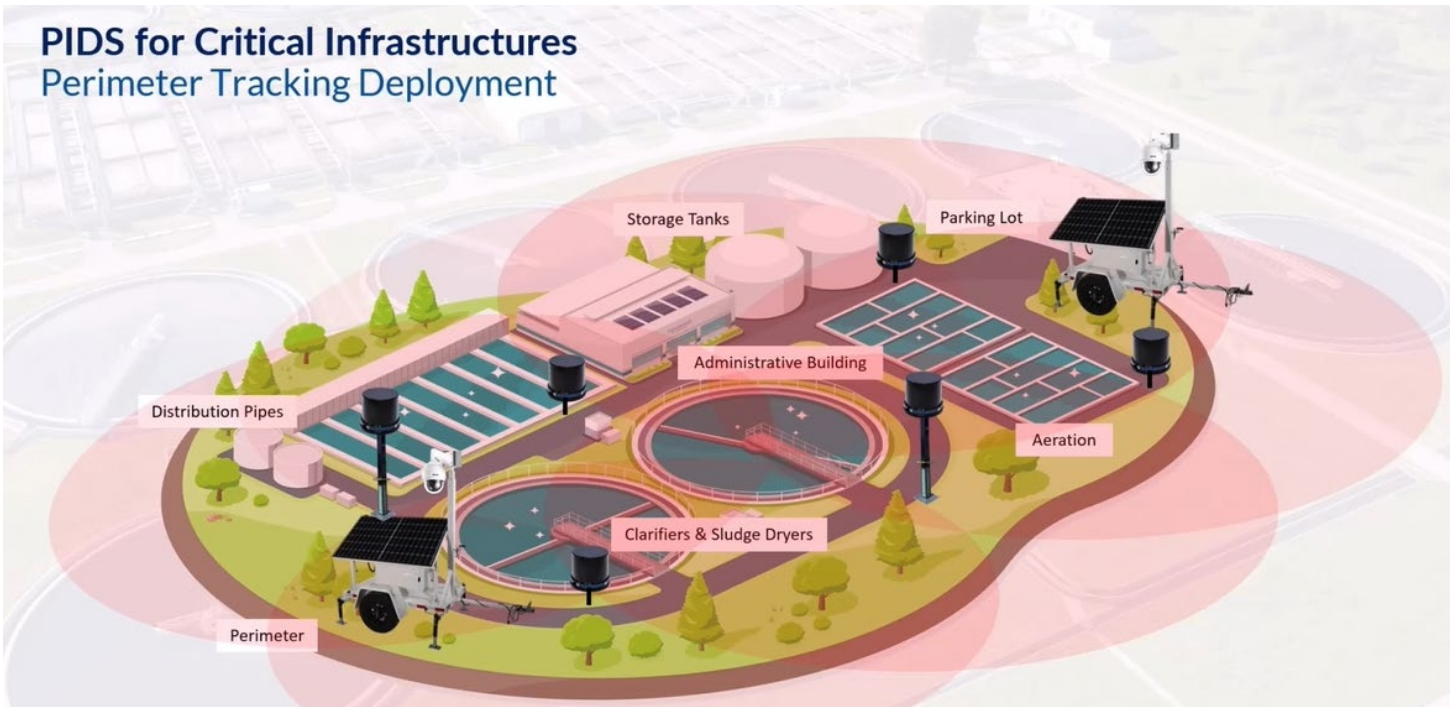 PIDS for Critical Infrastructures
Perimeter Tracking Deployment
Storage Tanks
Parking Lot
Administrative Building
Distribution Pipes
Aeration
Clarifiers & Sludge Dryers
Perimeter